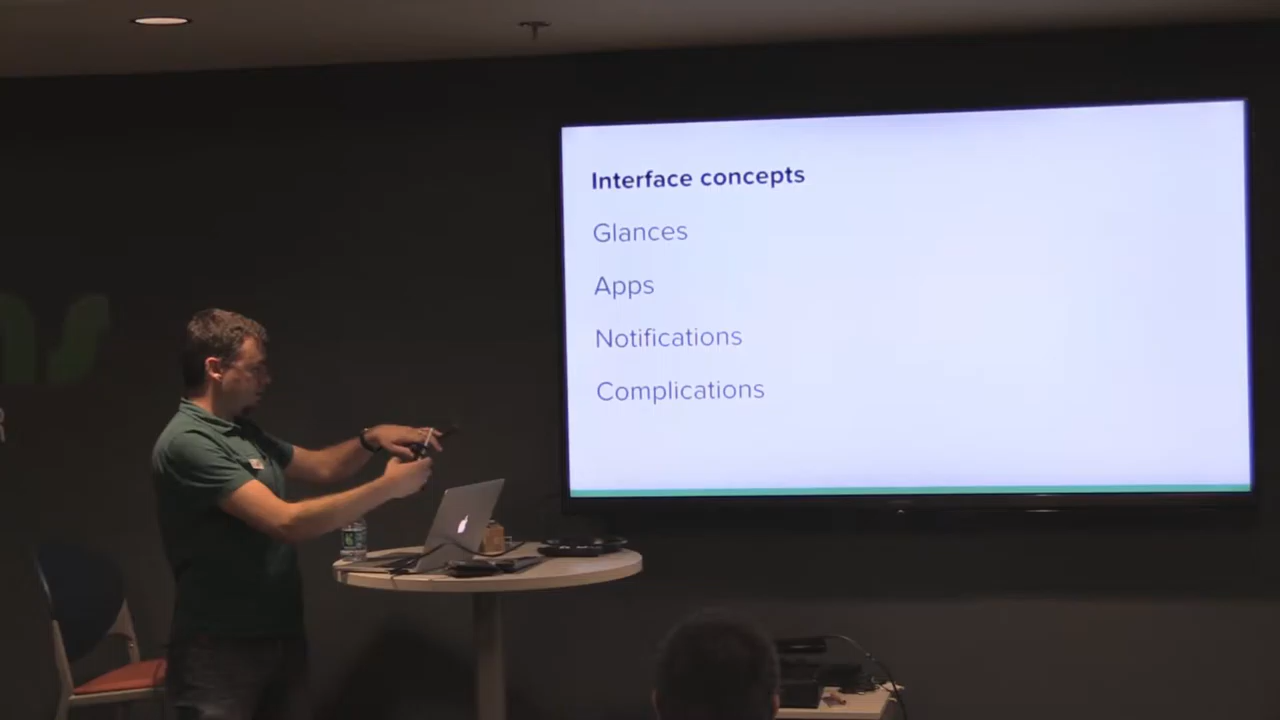 Interface concepts
Glances
Apps
Notifications
Complications